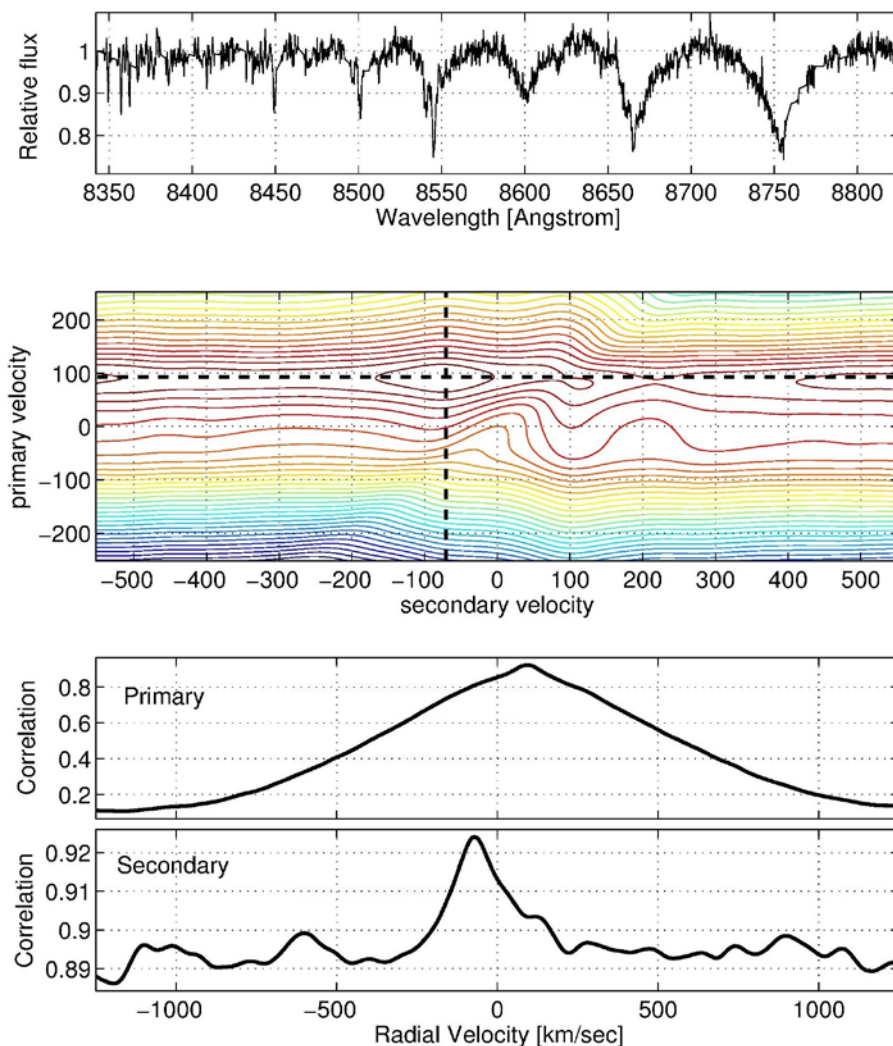 Relative flux
1
0.9
0.8
8350 8400 8450 8500 8550 8600 8650 8700 8750 8800
Wavelength [Angstrom]
primary velocity
200
100
0
−100
−200
−500 −400 −300 −200 −100 0 100 200 300 400 500
secondary velocity
Correlation
Primary
0.8
0.6
0.4
0.2
Correlation
Secondary
0.92
0.91
0.9
0.89
−1000 −500 0 500 1000
Radial Velocity [km/sec]